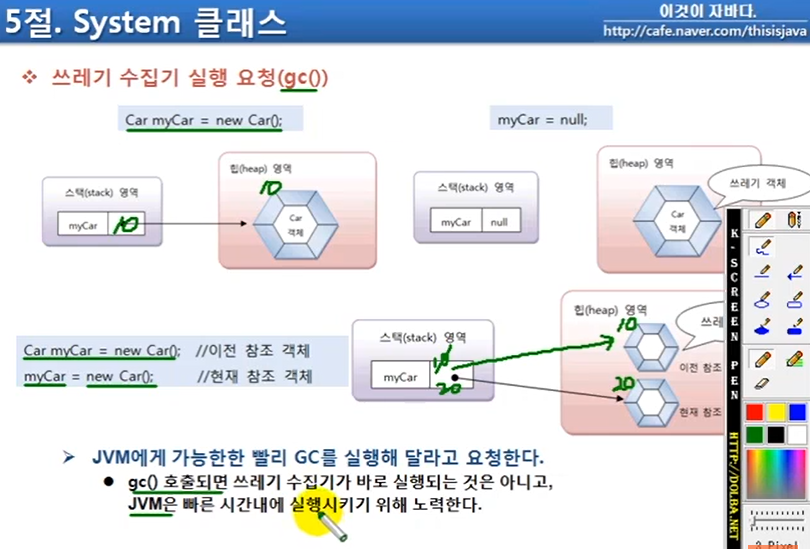 5절. System 클래스
이것이 자바다.
http://cafe.naver.com/thisisjava
❖ 쓰레기 수집기 실행 요청(gc())
Car myCar = new Car();
myCar = null;
스택(stack) 영역
myCar
10
힙(heap) 영역
10
Car
객체
스택(stack) 영역
myCar
null
힙(heap) 영역
Car
객체
쓰레기 객체
Car myCar = new Car(); //이전 참조 객체
myCar = new Car(); //현재 참조 객체
스택(stack) 영역
myCar
10
20
힙(heap) 영역
10
쓰레
이전 참조
20
현재 참조
➢ JVM에게 가능한한 빨리 GC를 실행해 달라고 요청한다.
● gc() 호출되면 쓰레기 수집기가 바로 실행되는 것은 아니고,
JVM은 빠른 시간내에 실행시키기 위해 노력한다.
K-SCREEN PEN
HTTP://DOLBA.NET
3 Pixel